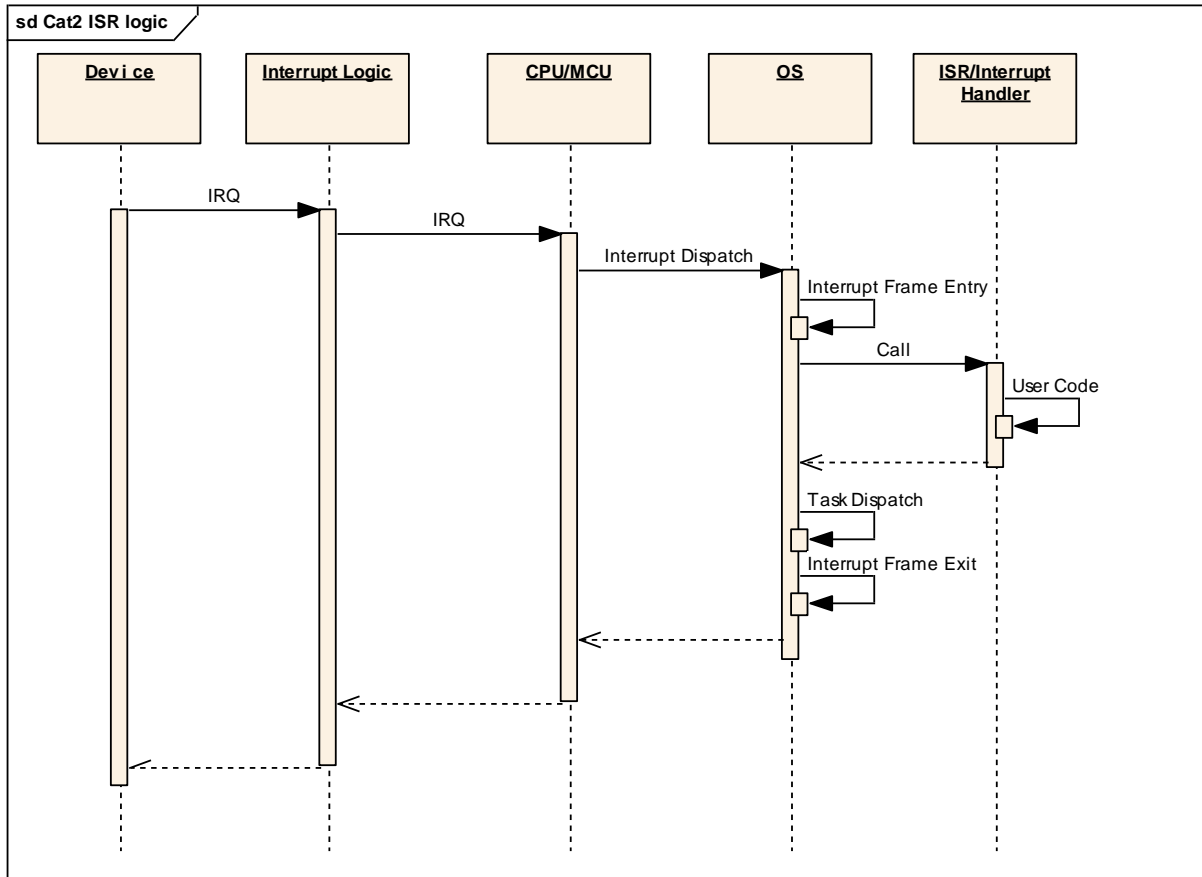 sd Cat2 ISR logic
Device
Interrupt Logic
CPU/MCU
OS
ISR/Interrupt
Handler
IRQ
IRQ
Interrupt Dispatch
Interrupt Frame Entry
Call
User Code
Task Dispatch
Interrupt Frame Exit